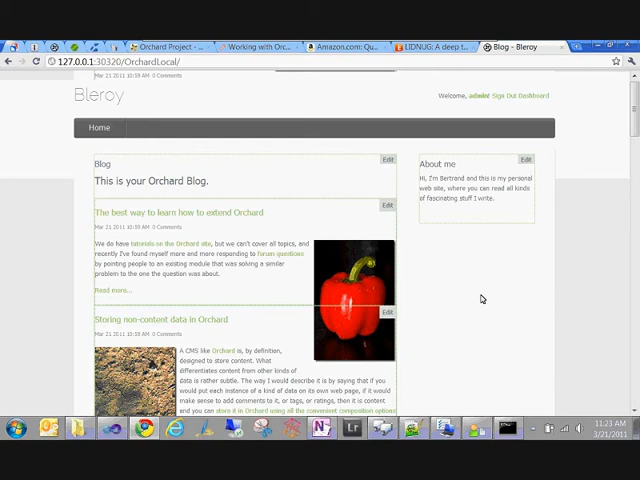 Orchard Project - ...
Working with Orc...
Amazon.com: Qu...
LIDNUG: A deep t...
Blog - Bleroy
127.0.0.1:30320/OrchardLocal/
Mar 21 2011 10:59 AM 0 Comments
Bleroy
Welcome, admin! Sign Out Dashboard
Home
Edit
Blog
This is your Orchard Blog.
Edit
The best way to learn how to extend Orchard
Mar 21 2011 10:59 AM 0 Comments
We do have tutorials on the Orchard site, but we can't cover all topics, and
recently I've found myself more and more responding to forum questions
by pointing people to an existing module that was solving a similar
problem to the one the question was about.
Read more...
Edit
Storing non-content data in Orchard
Mar 21 2011 10:59 AM 0 Comments
A CMS like Orchard is, by definition,
designed to store content. What
differentiates content from other kinds of
data is rather subtle. The way I would describe it is by saying that if you
would put each instance of a kind of data on its own web page, if it would
make sense to add comments to it, or tags, or ratings, then it is content
and you can store it in Orchard using all the convenient composition options
Edit
About me
Hi, I'm Bertrand and this is my personal
web site, where you can read all kinds
of fascinating stuff I write.
Lr
11:23 AM
3/21/2011